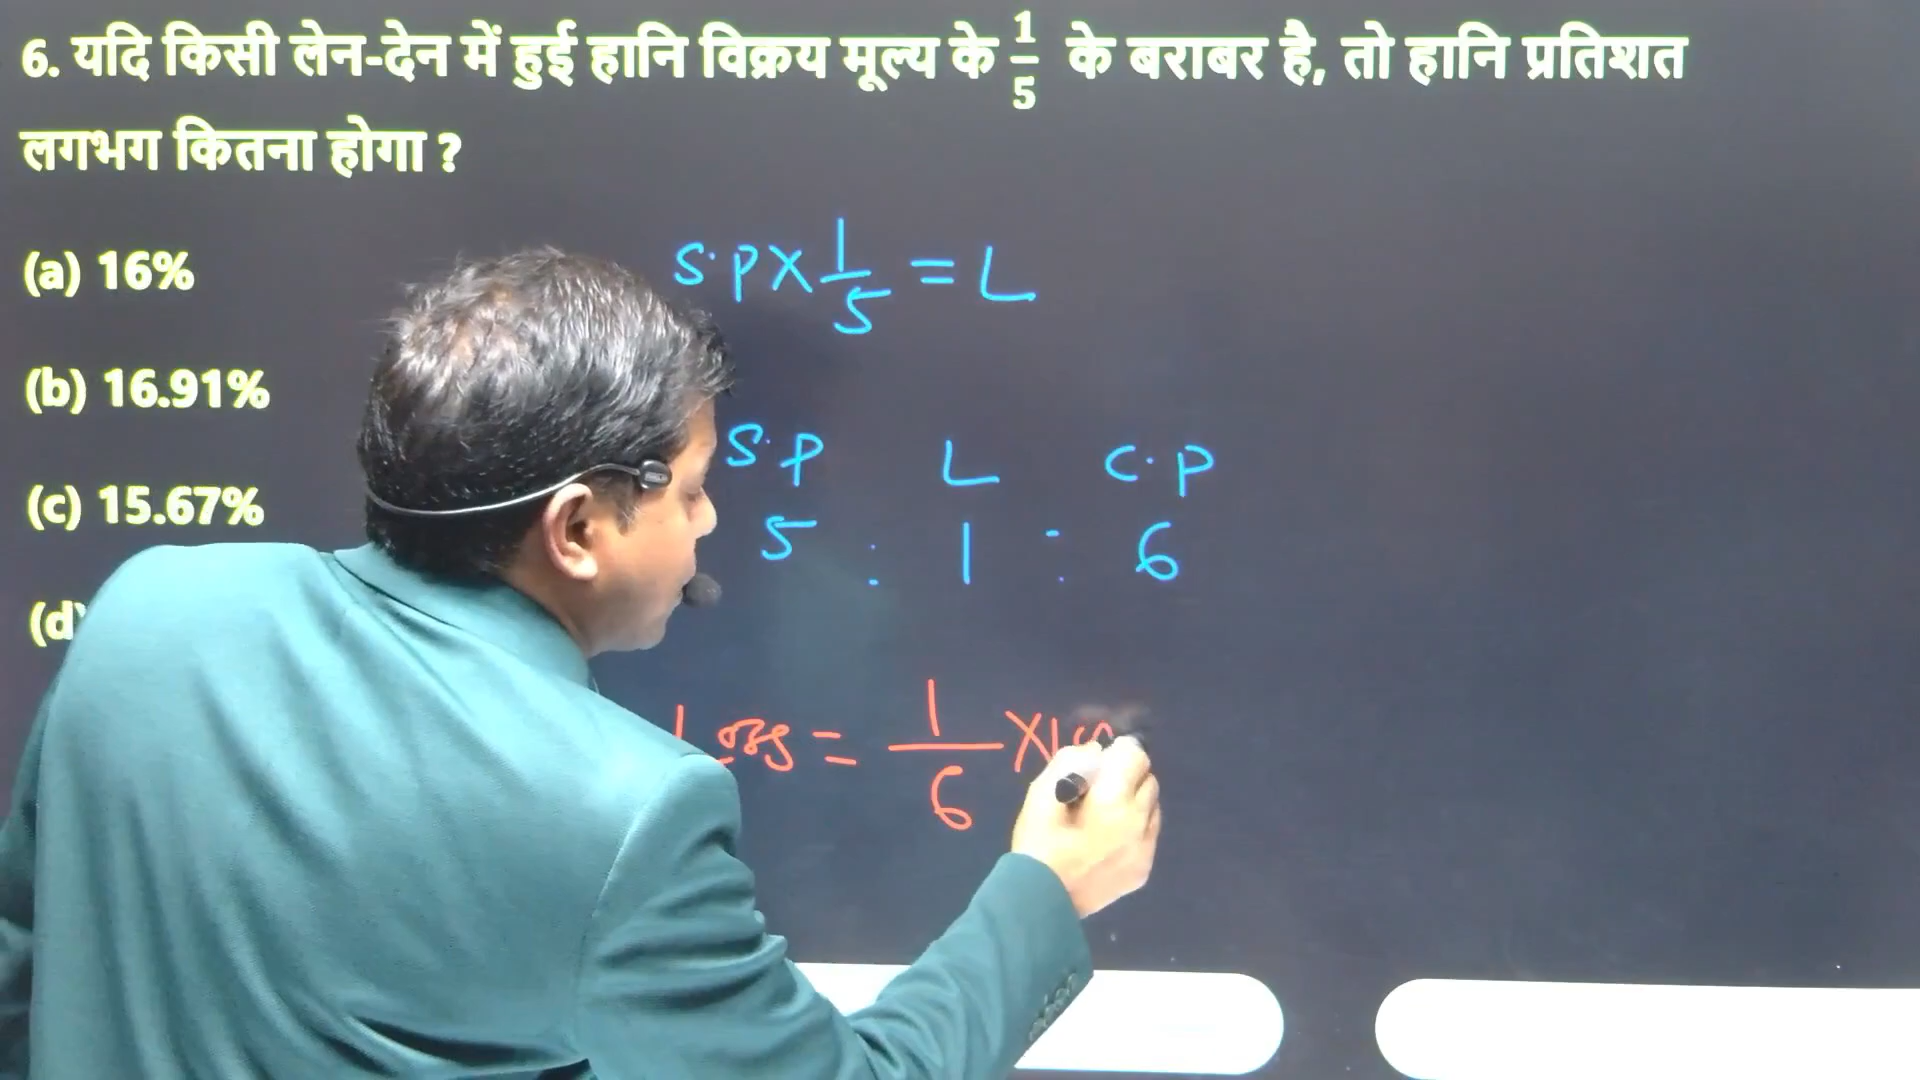 6. यदि किसी लेन-देन में हुई हानि विक्रय मूल्य के 1/5 के बराबर है, तो हानि प्रतिशत
लगभग कितना होगा ?
(a) 16%
(b) 16.91%
(c) 15.67%
(d)
S.P X 1/5 = L
S.P L C.P
5 : 1 : 6
Loss = 1/6 X